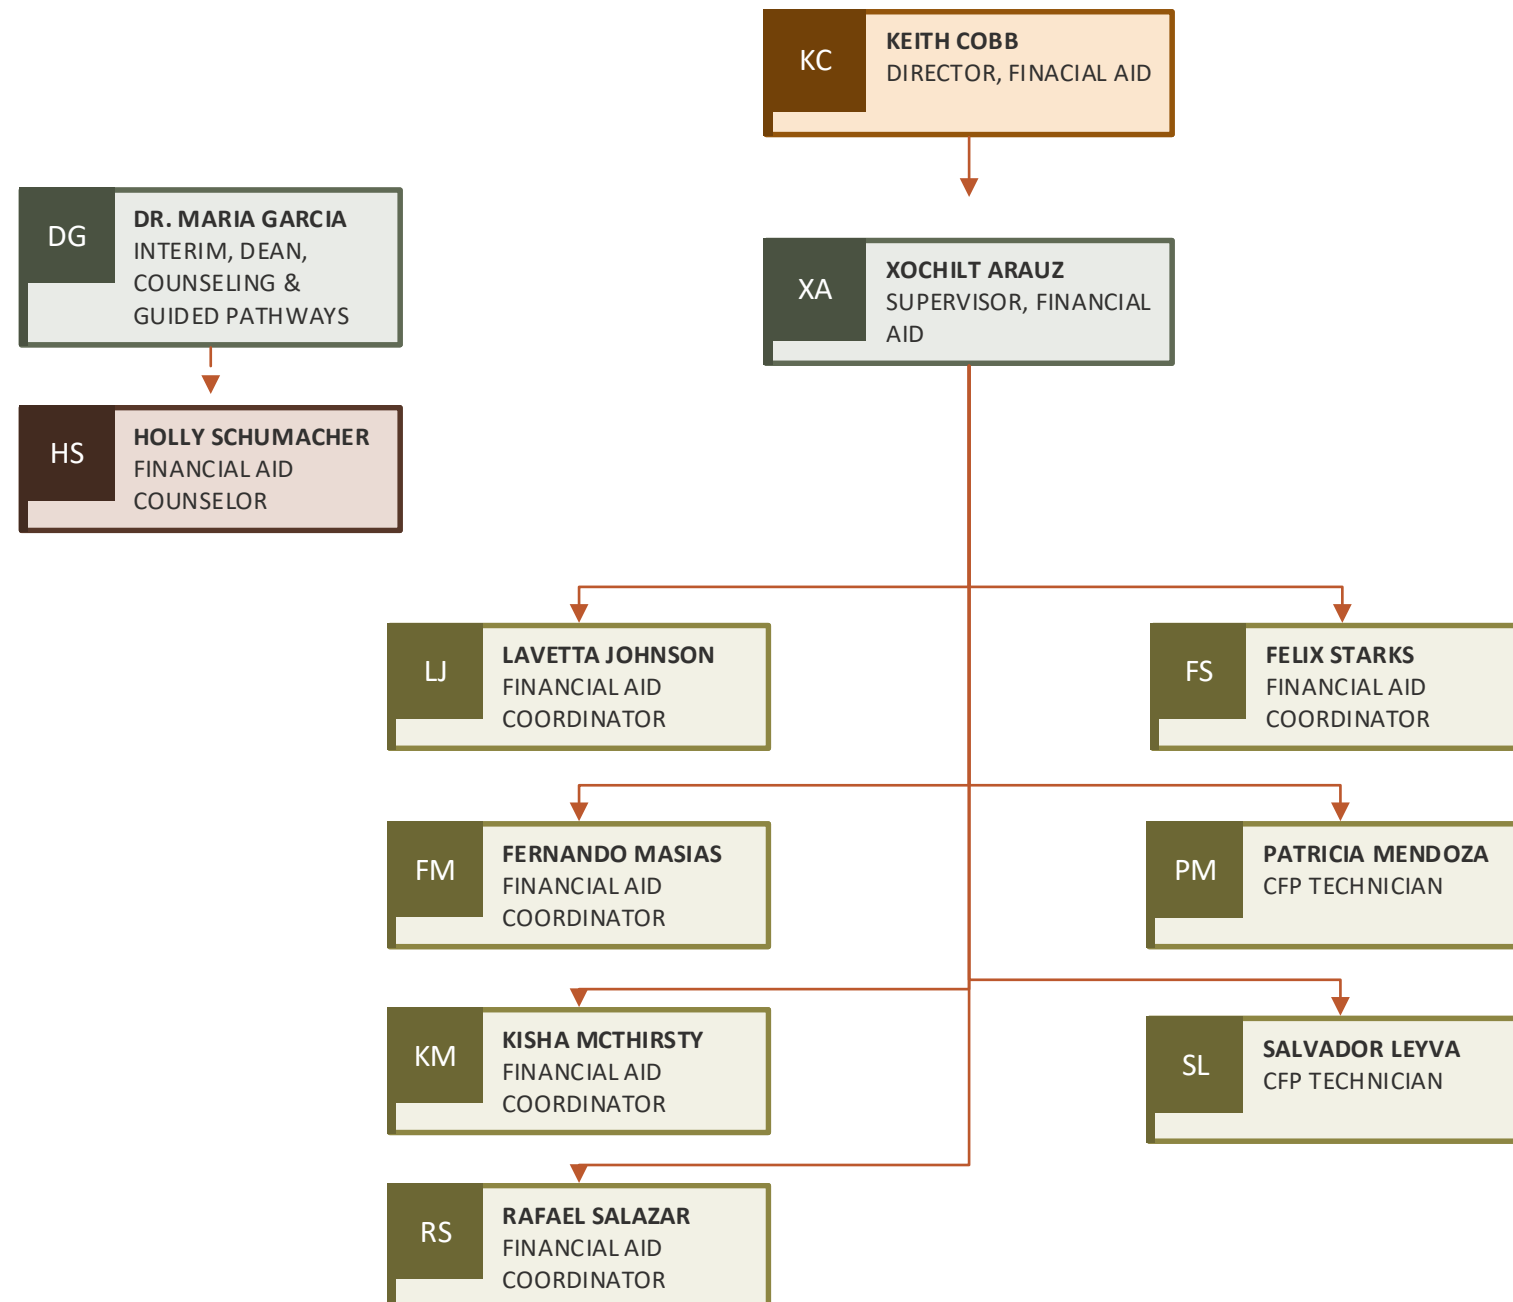 KC
KEITH COBB
DIRECTOR, FINACIAL AID
DG
DR. MARIA GARCIA
INTERIM, DEAN,
COUNSELING &
GUIDED PATHWAYS
XA
XOCHILT ARAUZ
SUPERVISOR, FINANCIAL
AID
HS
HOLLY SCHUMACHER
FINANCIAL AID
COUNSELOR
LJ
LAVETTA JOHNSON
FINANCIAL AID
COORDINATOR
FS
FELIX STARKS
FINANCIAL AID
COORDINATOR
FM
FERNANDO MASIAS
FINANCIAL AID
COORDINATOR
PM
PATRICIA MENDOZA
CFP TECHNICIAN
KM
KISHA MCTHIRSTY
FINANCIAL AID
COORDINATOR
SL
SALVADOR LEYVA
CFP TECHNICIAN
RS
RAFAEL SALAZAR
FINANCIAL AID
COORDINATOR